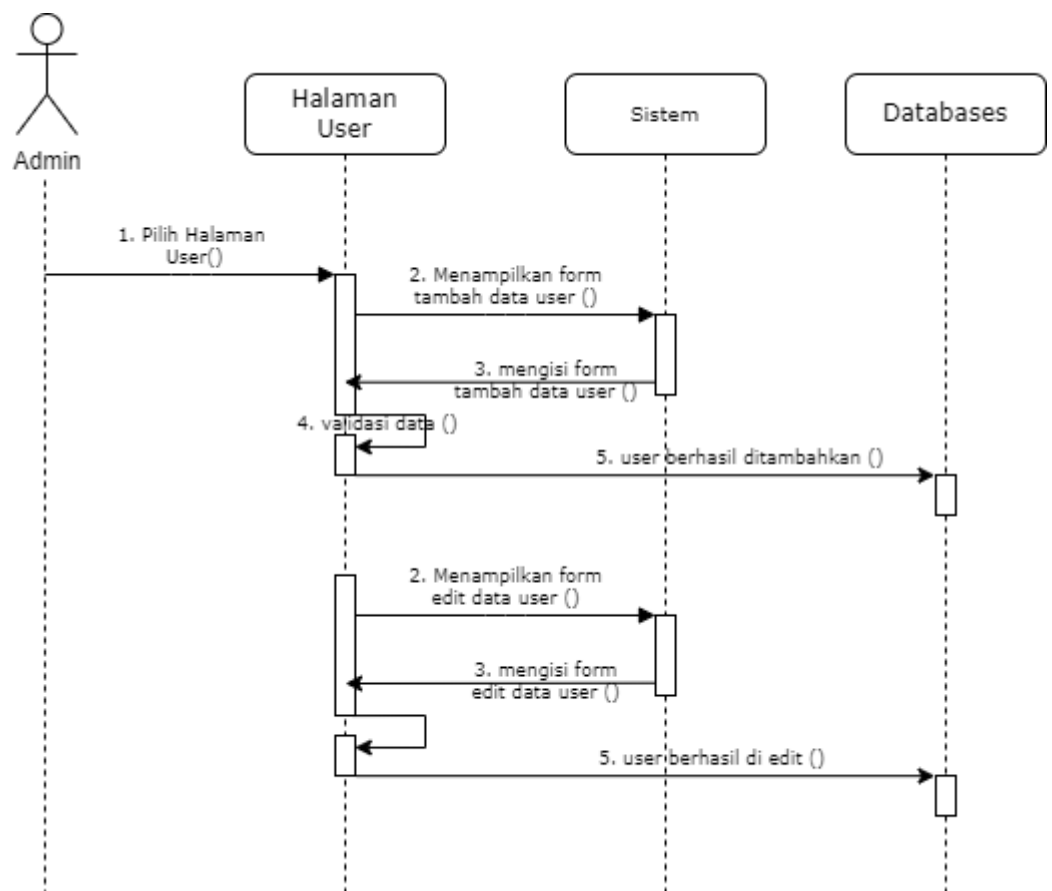 Admin
Halaman
User
Sistem
Databases
1. Pilih Halaman
User()
2. Menampilkan form
tambah data user ()
3. mengisi form
tambah data user ()
4. validasi data ()
5. user berhasil ditambahkan ()
2. Menampilkan form
edit data user ()
3. mengisi form
edit data user ()
5. user berhasil di edit ()